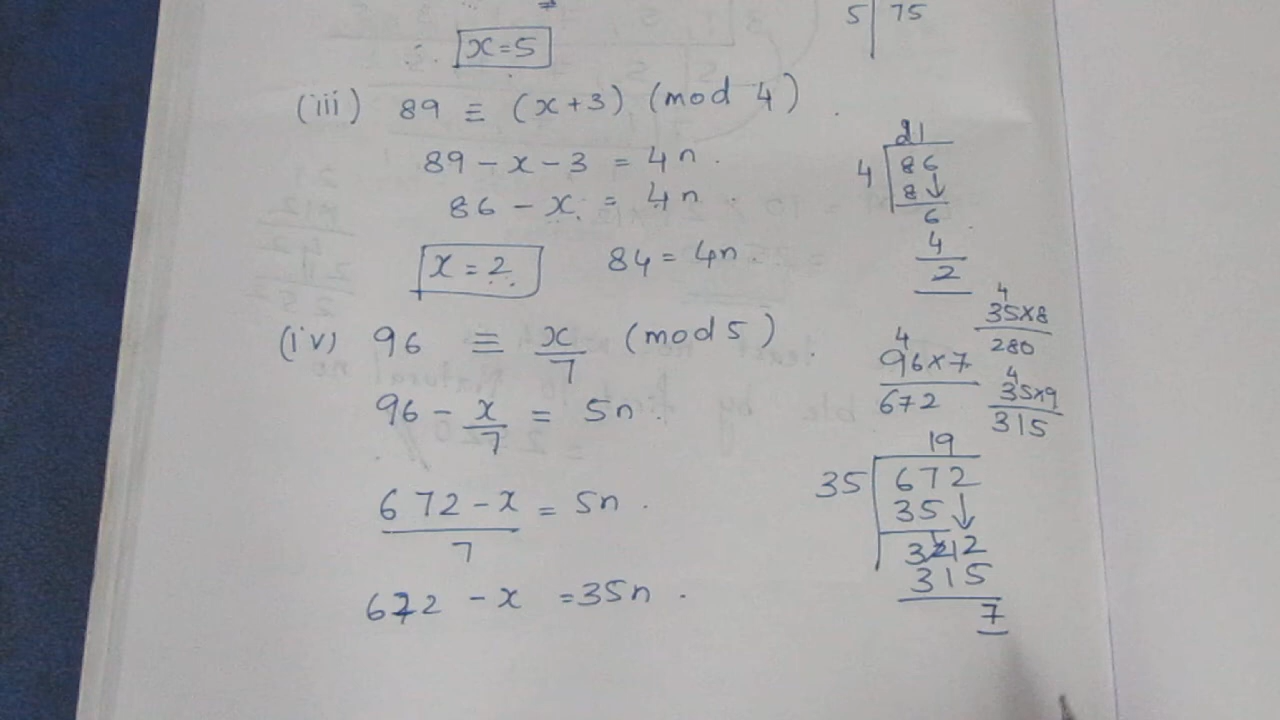 x=5
5 75
(iii) 89 ≡ (x+3) (mod 4)
89 - x - 3 = 4n.
86 - x = 4n
x = 2 84 = 4n
21
4 86
8↓
6
4
2
(iv) 96 ≡ x/7 (mod 5).
96 - x/7 = 5n
(672 - x)/7 = 5n.
672 - x = 35n.
4
35×8
280
4
96×7
672
4
35×9
315
19
35 672
35↓
322
315
7